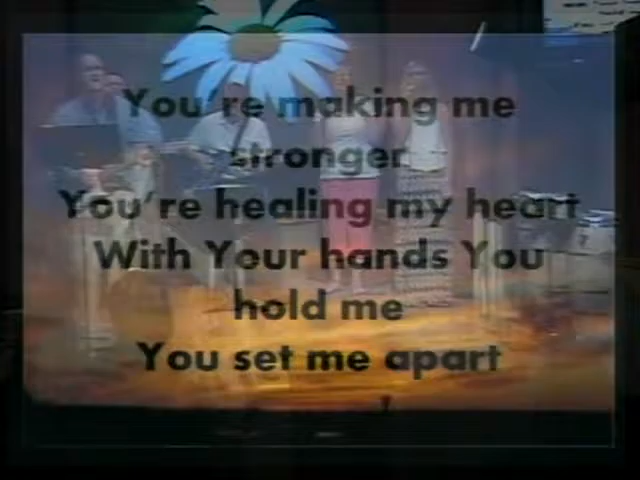 You're making me
stronger
You're healing my heart
With Your hands You
hold me
You set me apart